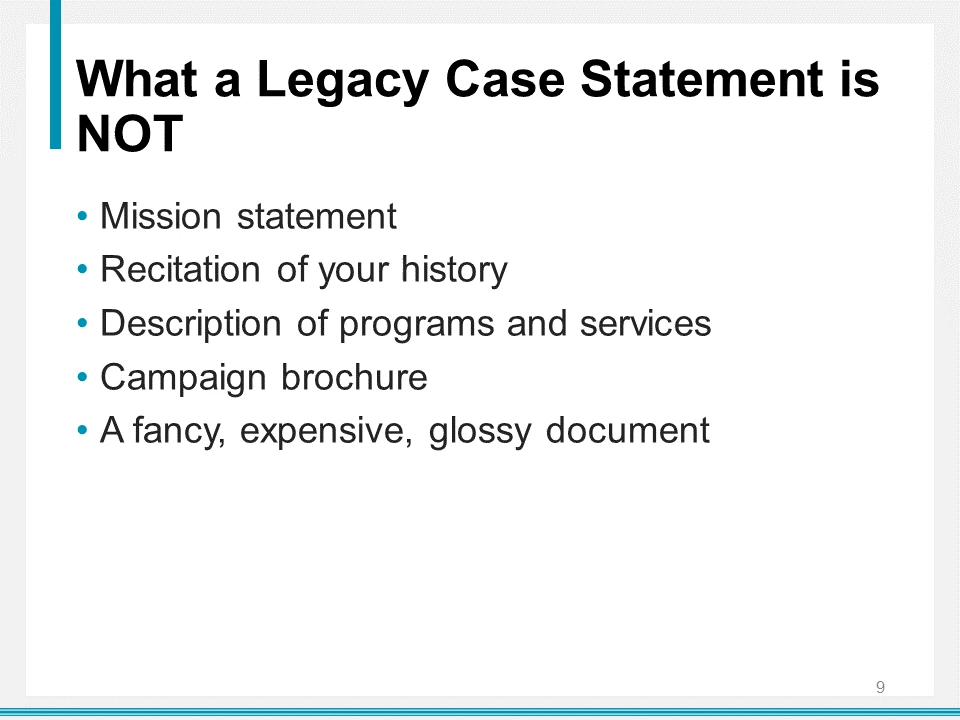 What a Legacy Case Statement is
NOT
• Mission statement
• Recitation of your history
• Description of programs and services
• Campaign brochure
• A fancy, expensive, glossy document
9